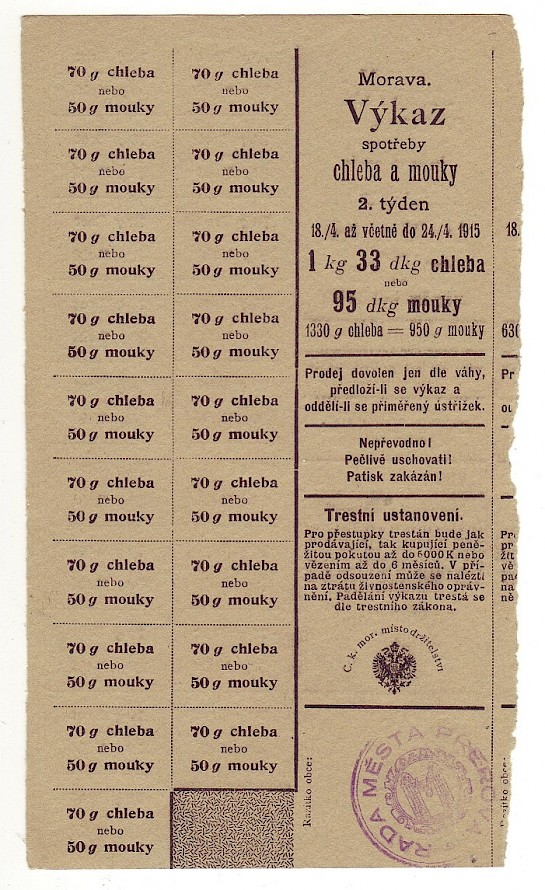 70 g chleba
nebo
50 g mouky
70 g chleba
nebo
50 g mouky
70 g chleba
nebo
50 g mouky
70 g chleba
nebo
50 g mouky
70 g chleba
nebo
50 g mouky
70 g chleba
nebo
50 g mouky
70 g chleba
nebo
50 g mouky
70 g chleba
nebo
50 g mouky
70 g chleba
nebo
50 g mouky
70 g chleba
nebo
50 g mouky
70 g chleba
nebo
50 g mouky
70 g chleba
nebo
50 g mouky
70 g chleba
nebo
50 g mouky
70 g chleba
nebo
50 g mouky
70 g chleba
nebo
50 g mouky
70 g chleba
nebo
50 g mouky
70 g chleba
nebo
50 g mouky
70 g chleba
nebo
50 g mouky
70 g chleba
nebo
50 g mouky
Morava.
Výkaz
spotřeby
chleba a mouky
2. týden
18./4. až včetně do 24./4. 1915
1 kg 33 dkg chleba
nebo
95 dkg mouky
1330 g chleba = 950 g mouky
Prodej dovolen jen dle váhy,
předloží-li se výkaz a
oddělí-li se přiměřený ústřižek.
Nepřevodno!
Pečlivě uschovati!
Patisk zakázán!
Trestní ustanovení.
Pro přestupky trestán bude jak
prodávající, tak kupující peně-
žitou pokutou až do 5000 K nebo
vězením až do 6 měsíců. V pří-
padě odsouzení může se nalézti
na ztrátu živnostenského opráv-
nění. Padělání výkazu trestá se
dle trestního zákona.
C. k. mor. místodržitelství
Razítko obce:
RADA MĚSTA PŘEROVA
18.
630
Razítko obce: